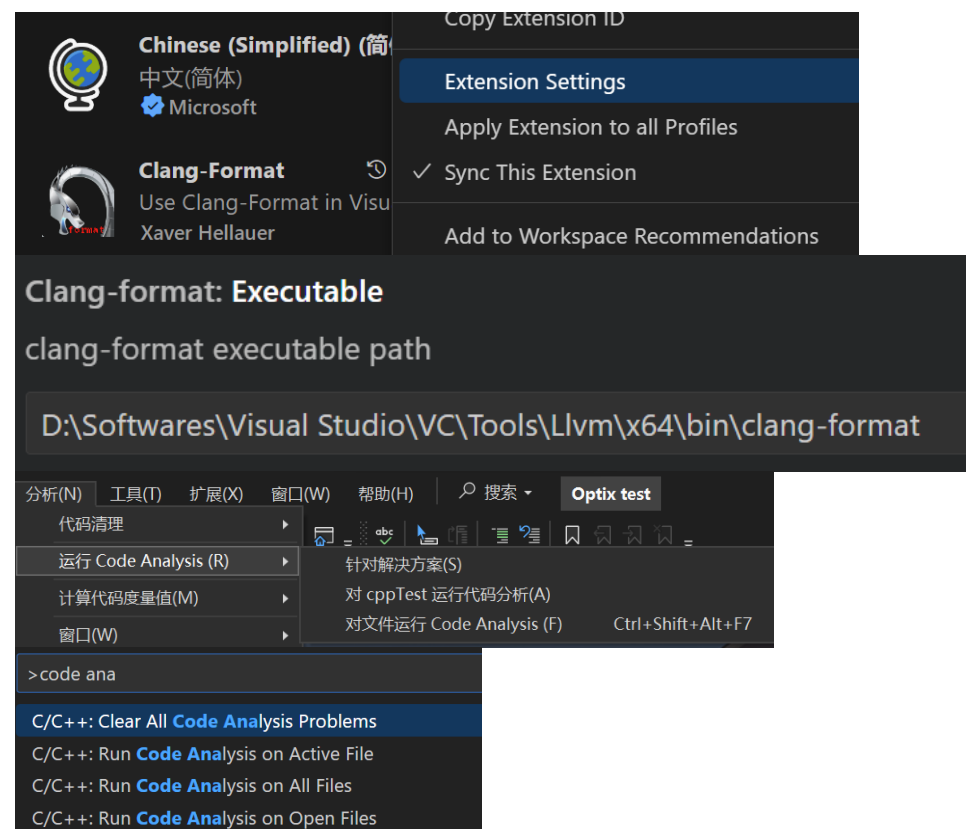 Copy Extension ID
Chinese (Simplified) (简
中文(简体)
Microsoft
Extension Settings
Apply Extension to all Profiles
Clang-Format
Sync This Extension
Use Clang-Format in Visu
Xaver Hellauer
format
Add to Workspace Recommendations
Clang-format: Executable
clang-format executable path
D:\Softwares\Visual Studio\VC\Tools\Llvm\x64\bin\clang-format
分析(N) 工具(T) 扩展(X) 窗口(W) 帮助(H) 搜索 Optix test
代码清理
abc
运行 Code Analysis (R)
针对解决方案(S)
计算代码度量值(M)
对 cppTest 运行代码分析(A)
对文件运行 Code Analysis (F) Ctrl+Shift+Alt+F7
窗口(W)
>code ana
C/C++: Clear All Code Analysis Problems
C/C++: Run Code Analysis on Active File
C/C++: Run Code Analysis on All Files
C/C++: Run Code Analysis on Open Files